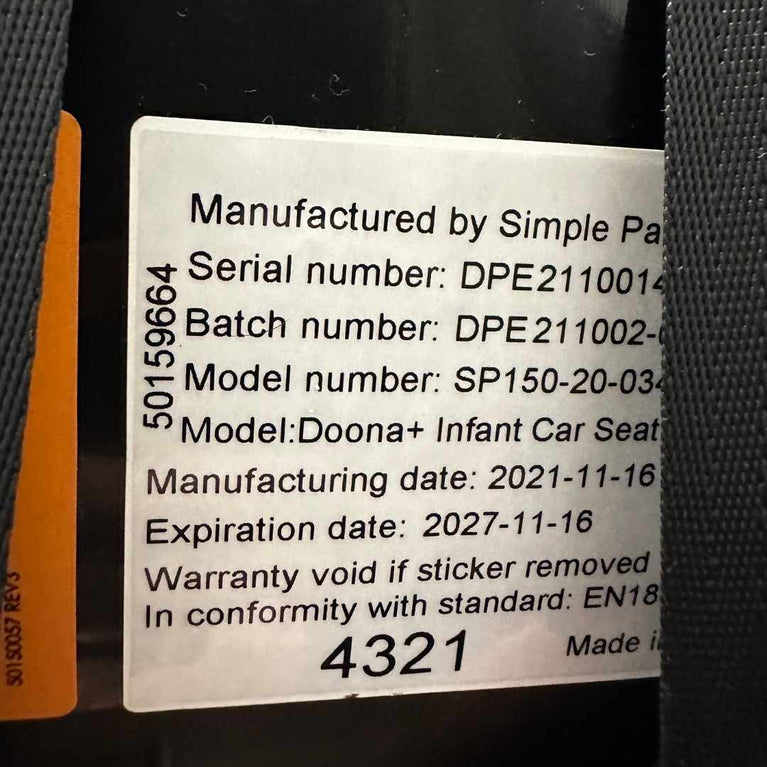 Manufactured by Simple Pa
Serial number: DPE2110014
Batch number: DPE211002-
Model number: SP150-20-034
Model:Doona+ Infant Car Seat
Manufacturing date: 2021-11-16
Expiration date: 2027-11-16
Warranty void if sticker removed
In conformity with standard: EN18
4321
Made i
50159664
50150057 REV3